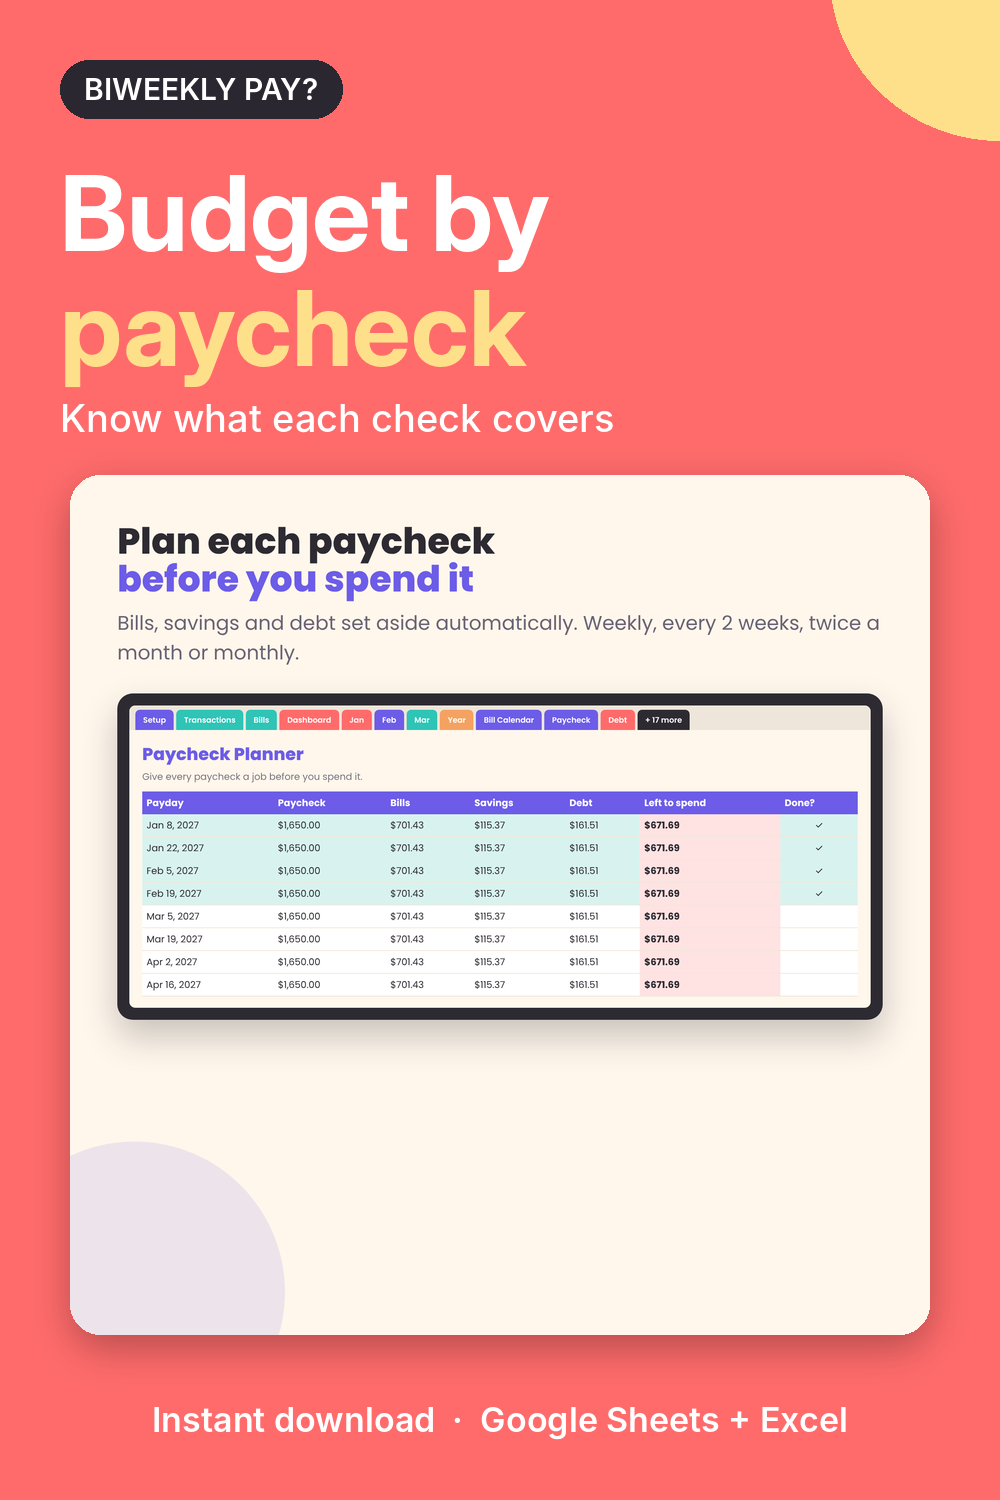 BIWEEKLY PAY?
Budget by
paycheck
Know what each check covers
Plan each paycheck
before you spend it
Bills, savings and debt set aside automatically. Weekly, every 2 weeks, twice a
month or monthly.
Setup Transactions Bills Dashboard Jan Feb Mar Year Bill Calendar Paycheck Debt + 17 more
Paycheck Planner
Give every paycheck a job before you spend it.
Payday Paycheck Bills Savings Debt Left to spend Done?
Jan 8, 2027 $1,650.00 $701.43 $115.37 $161.51 $671.69 ✓
Jan 22, 2027 $1,650.00 $701.43 $115.37 $161.51 $671.69 ✓
Feb 5, 2027 $1,650.00 $701.43 $115.37 $161.51 $671.69 ✓
Feb 19, 2027 $1,650.00 $701.43 $115.37 $161.51 $671.69 ✓
Mar 5, 2027 $1,650.00 $701.43 $115.37 $161.51 $671.69
Mar 19, 2027 $1,650.00 $701.43 $115.37 $161.51 $671.69
Apr 2, 2027 $1,650.00 $701.43 $115.37 $161.51 $671.69
Apr 16, 2027 $1,650.00 $701.43 $115.37 $161.51 $671.69
Instant download · Google Sheets + Excel